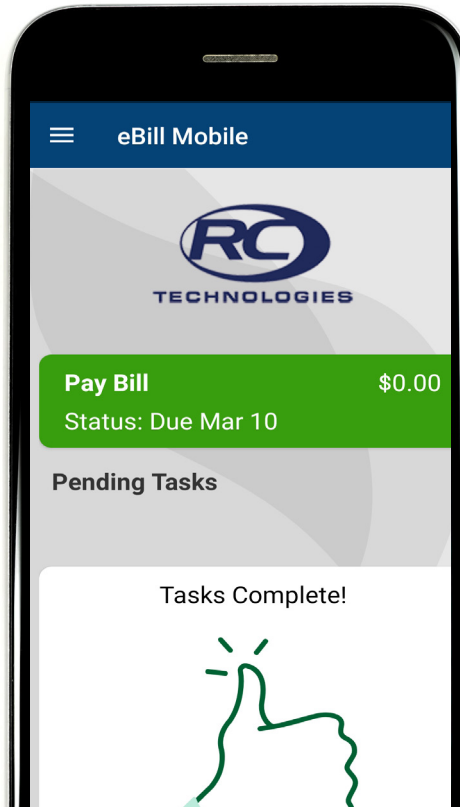 eBill Mobile
RC
TECHNOLOGIES
Pay Bill $0.00
Status: Due Mar 10
Pending Tasks
Tasks Complete!